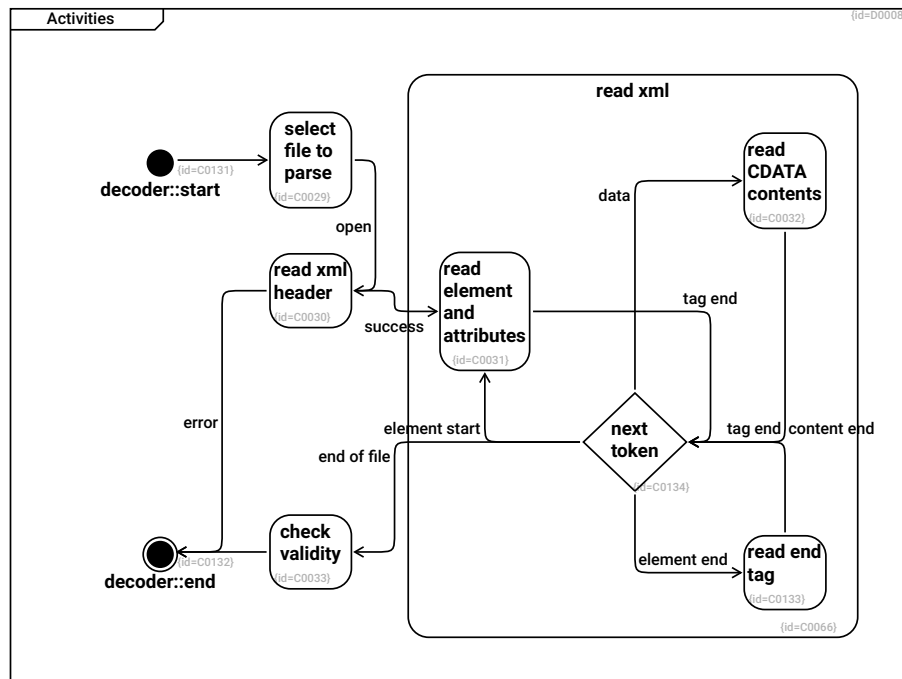 Activities
{id=D0008
read xml
select
file to
parse
{id=C0029}
{id=C0131}
decoder::start
read
CDATA
contents
{id=C0032}
data
open
read xml
header
{id=C0030}
success
read
element
and
attributes
{id=C0031}
tag end
error
element start
end of file
next
token
{id=C0134}
tag end
content end
check
validity
{id=C0033}
{id=C0132}
decoder::end
element end
read end
tag
{id=C0133}
{id=C0066}